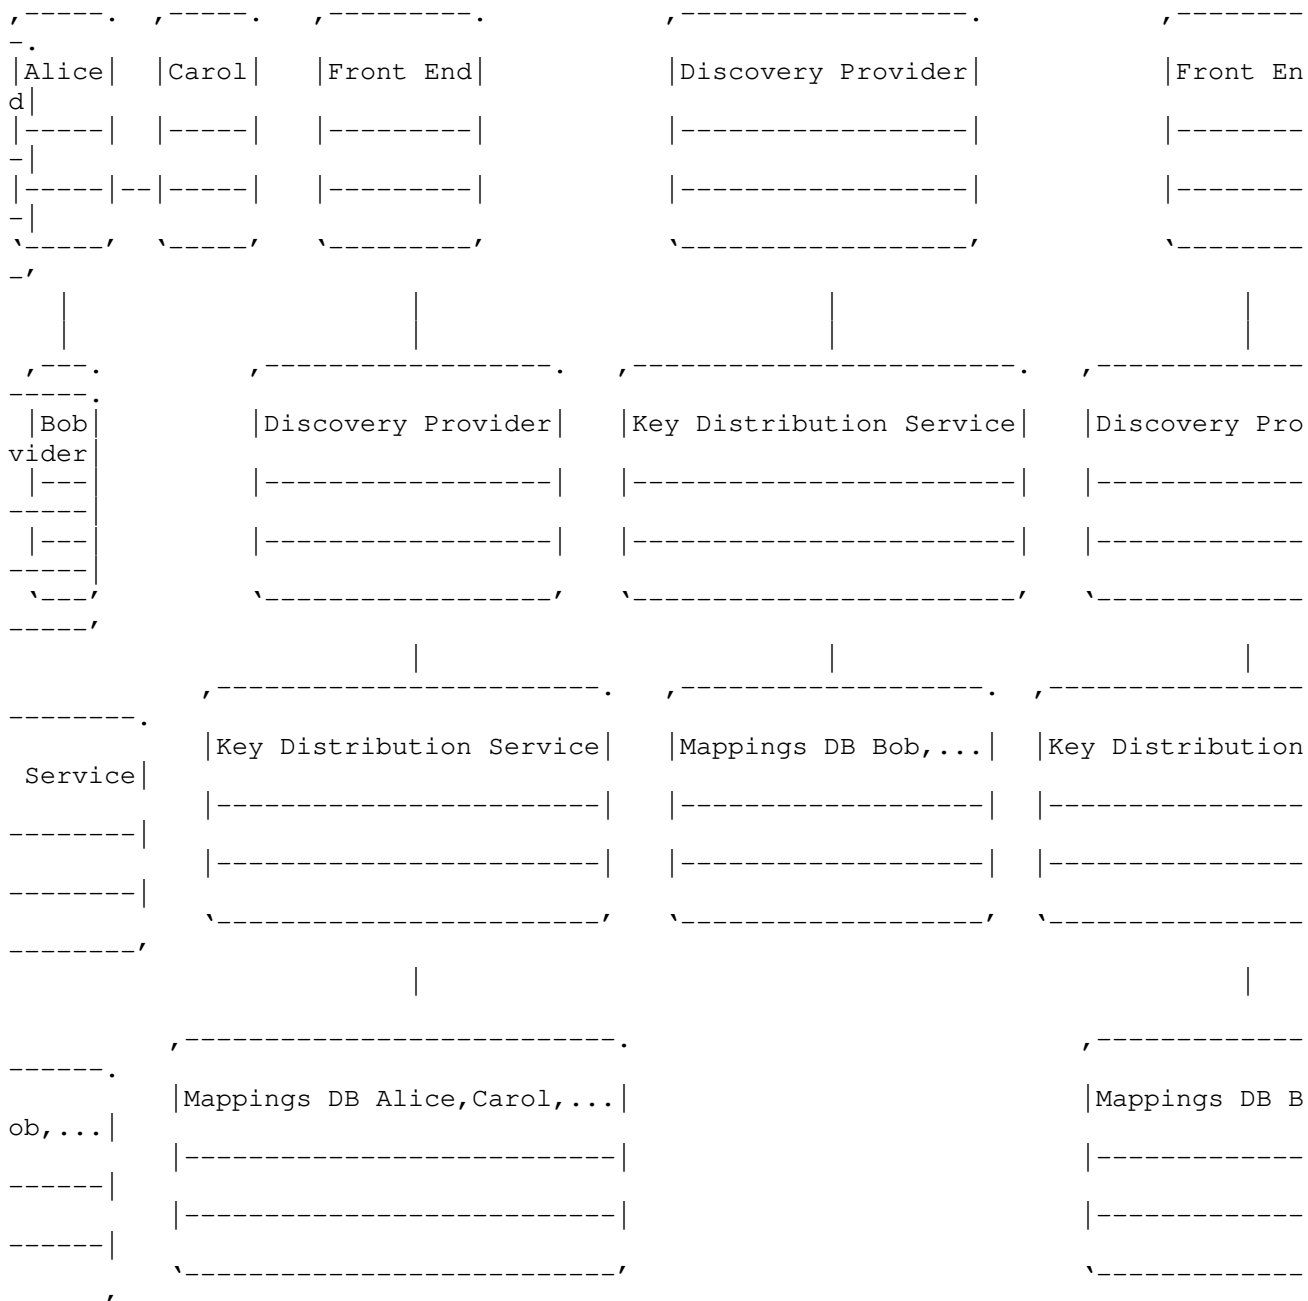 ,-----.  ,-----.   ,---------.           ,------------------.           ,--------
-.
|Alice|  |Carol|   |Front End|           |Discovery Provider|           |Front En
d|
|-----|  |-----|   |---------|           |------------------|           |--------
-|
|-----|--|-----|   |---------|           |------------------|           |--------
-|
`-----'  `-----'   `---------'           `------------------'           `--------
-'
   |                     |                         |                         |
   |                     |                         |                         |
 ,---.         ,------------------.   ,------------------------.   ,-------------
-----.
 |Bob|         |Discovery Provider|   |Key Distribution Service|   |Discovery Pro
vider|
 |---|         |------------------|   |------------------------|   |-------------
-----|
 |---|         |------------------|   |------------------------|   |-------------
-----|
 `---'         `------------------'   `------------------------'   `-------------
-----'
                         |                         |                         |
            ,------------------------.   ,-------------------.  ,----------------
--------.
            |Key Distribution Service|   |Mappings DB Bob,...|  |Key Distribution
 Service|
            |------------------------|   |-------------------|  |----------------
--------|
            |------------------------|   |-------------------|  |----------------
--------|
            `------------------------'   `-------------------'  `----------------
--------'
                         |                                                   |
          ,---------------------------.                            ,-------------
------.
          |Mappings DB Alice,Carol,...|                            |Mappings DB B
ob,...|
          |---------------------------|                            |-------------
------|
          |---------------------------|                            |-------------
------|
          `---------------------------'                            `-------------
------'